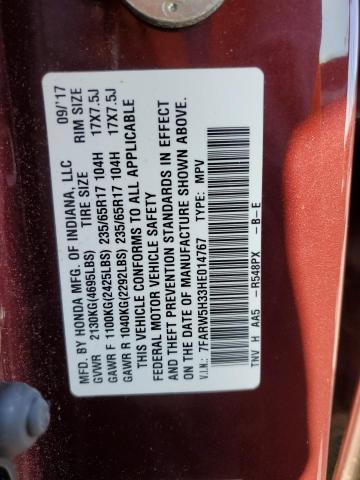 MFD. BY HONDA MFG. OF INDIANA, LLC 09/'17
GVWR 2130KG(4695LBS) TIRE SIZE RIM SIZE
GAWR F 1100KG(2425LBS) 235/65R17 104H 17X7.5J
GAWR R 1040KG(2292LBS) 235/65R17 104H 17X7.5J
THIS VEHICLE CONFORMS TO ALL APPLICABLE
FEDERAL MOTOR VEHICLE SAFETY
AND THEFT PREVENTION STANDARDS IN EFFECT
ON THE DATE OF MANUFACTURE SHOWN ABOVE.
V.I.N.: 7FARW5H33HE014767 TYPE: MPV
TNV H AA5 -R548PX -B-E